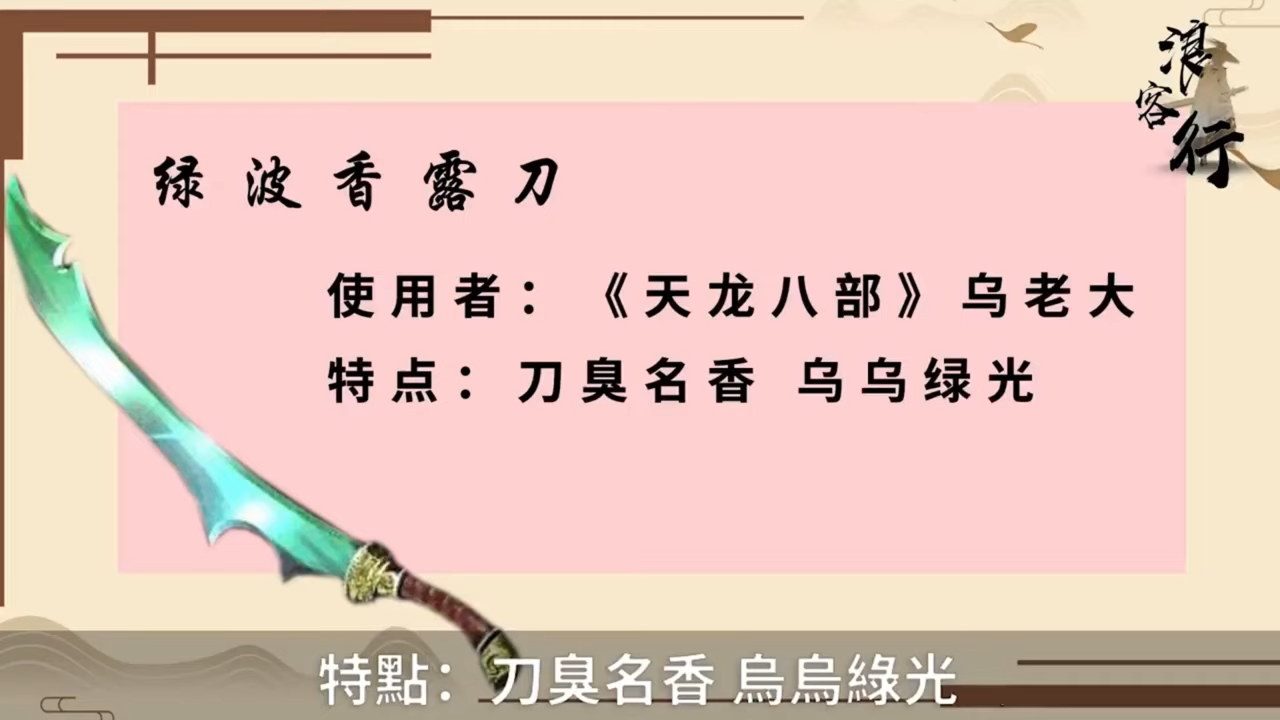 浪客行
绿波香露刀
使用者：《天龙八部》乌老大
特点：刀臭名香 乌乌绿光
特點：刀臭名香 烏烏綠光